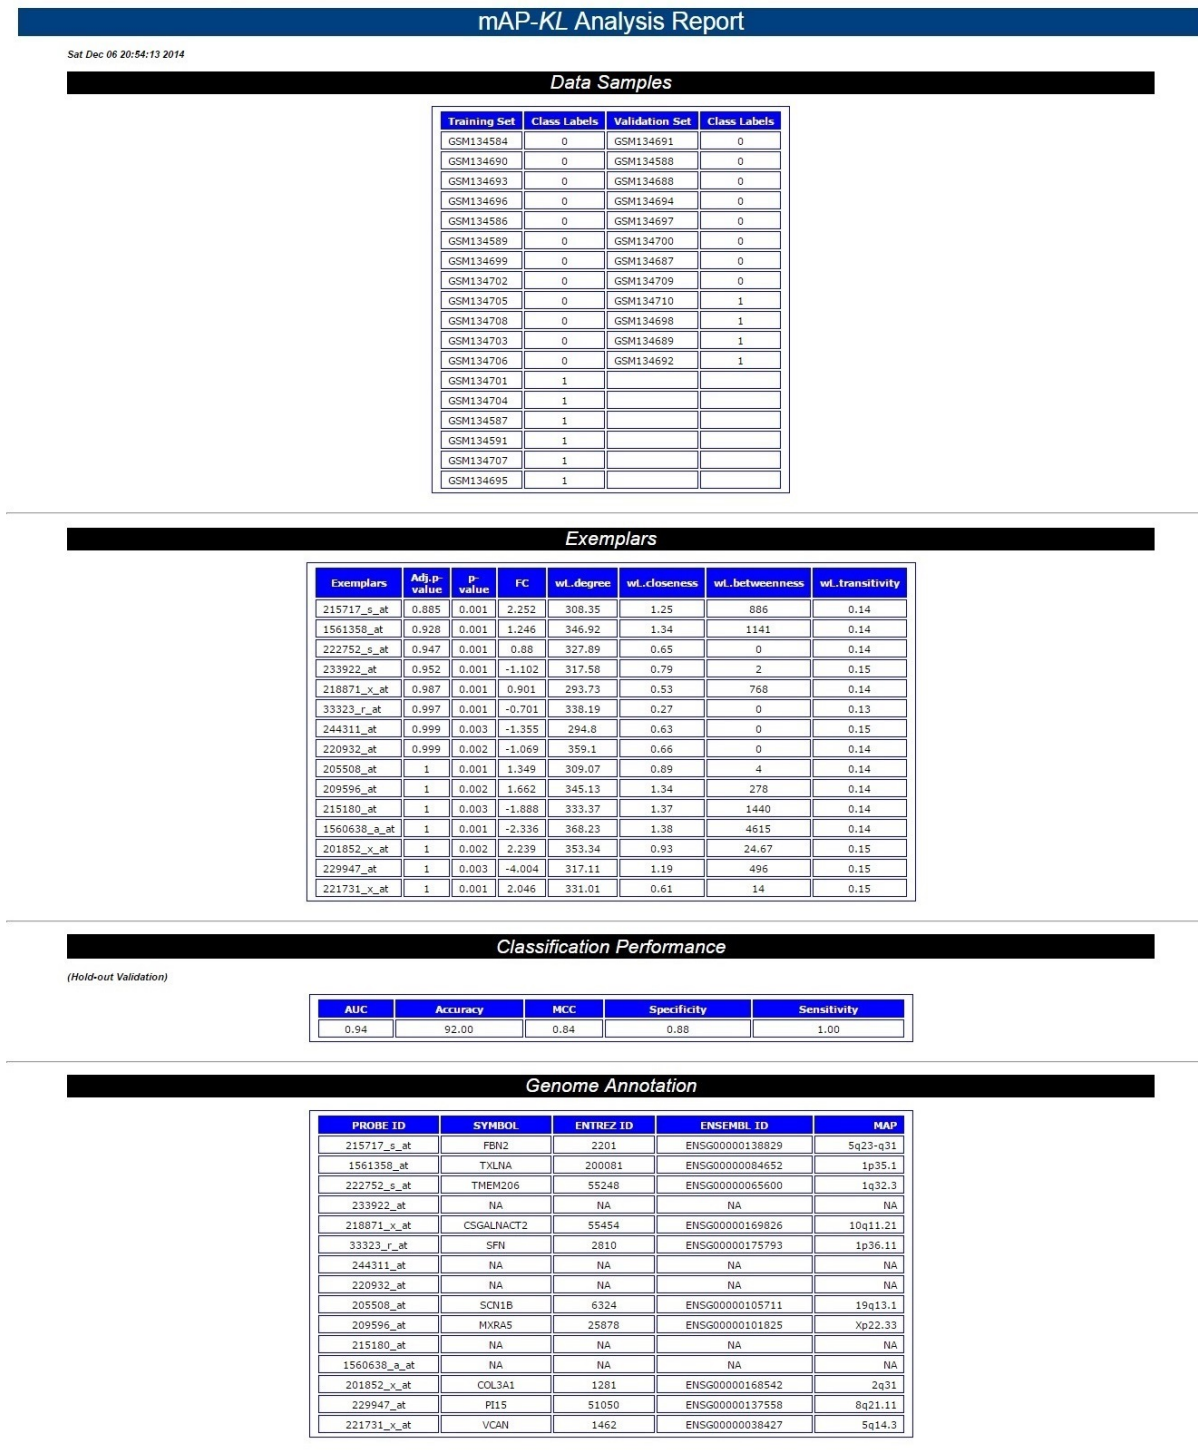 mAP-KL Analysis Report
Sat Dec 06 20:54:13 2014
Data Samples
Training Set Class Labels Validation Set Class Labels
GSM134584 0 GSM134691 0
GSM134690 0 GSM134588 0
GSM134693 0 GSM134688 0
GSM134696 0 GSM134694 0
GSM134586 0 GSM134697 0
GSM134589 0 GSM134700 0
GSM134699 0 GSM134687 0
GSM134702 0 GSM134709 0
GSM134705 0 GSM134710 1
GSM134708 0 GSM134698 1
GSM134703 0 GSM134689 1
GSM134706 0 GSM134692 1
GSM134701 1
GSM134704 1
GSM134587 1
GSM134591 1
GSM134707 1
GSM134695 1
Exemplars
Exemplars Adj.p-value p-value FC wL.degree wL.closeness wL.betweenness wL.transitivity
215717_s_at 0.885 0.001 2.252 308.35 1.25 886 0.14
1561358_at 0.928 0.001 1.246 346.92 1.34 1141 0.14
222752_s_at 0.947 0.001 0.88 327.89 0.65 0 0.14
233922_at 0.952 0.001 -1.102 317.58 0.79 2 0.15
218871_x_at 0.987 0.001 0.901 293.73 0.53 768 0.14
33323_r_at 0.997 0.001 -0.701 338.19 0.27 0 0.13
244311_at 0.999 0.003 -1.355 294.8 0.63 0 0.15
220932_at 0.999 0.002 -1.069 359.1 0.66 0 0.14
205508_at 1 0.001 1.349 309.07 0.89 4 0.14
209596_at 1 0.002 1.662 345.13 1.34 278 0.14
215180_at 1 0.003 -1.888 333.37 1.37 1440 0.14
1560638_a_at 1 0.001 -2.336 368.23 1.38 4615 0.14
201852_x_at 1 0.002 2.239 353.34 0.93 24.67 0.15
229947_at 1 0.003 -4.004 317.11 1.19 496 0.15
221731_x_at 1 0.001 2.046 331.01 0.61 14 0.15
Classification Performance
(Hold-out Validation)
AUC Accuracy MCC Specificity Sensitivity
0.94 92.00 0.84 0.88 1.00
Genome Annotation
PROBE ID SYMBOL ENTREZ ID ENSEMBL ID MAP
215717_s_at FBN2 2201 ENSG00000138829 5q23-q31
1561358_at TXLNA 200081 ENSG00000084652 1p35.1
222752_s_at TMEM206 55248 ENSG00000065600 1q32.3
233922_at NA NA NA NA
218871_x_at CSGALNACT2 55454 ENSG00000169826 10q11.21
33323_r_at SFN 2810 ENSG00000175793 1p36.11
244311_at NA NA NA NA
220932_at NA NA NA NA
205508_at SCN1B 6324 ENSG00000105711 19q13.1
209596_at MXRA5 25878 ENSG00000101825 Xp22.33
215180_at NA NA NA NA
1560638_a_at NA NA NA NA
201852_x_at COL3A1 1281 ENSG00000168542 2q31
229947_at PI15 51050 ENSG00000137558 8q21.11
221731_x_at VCAN 1462 ENSG00000038427 5q14.3